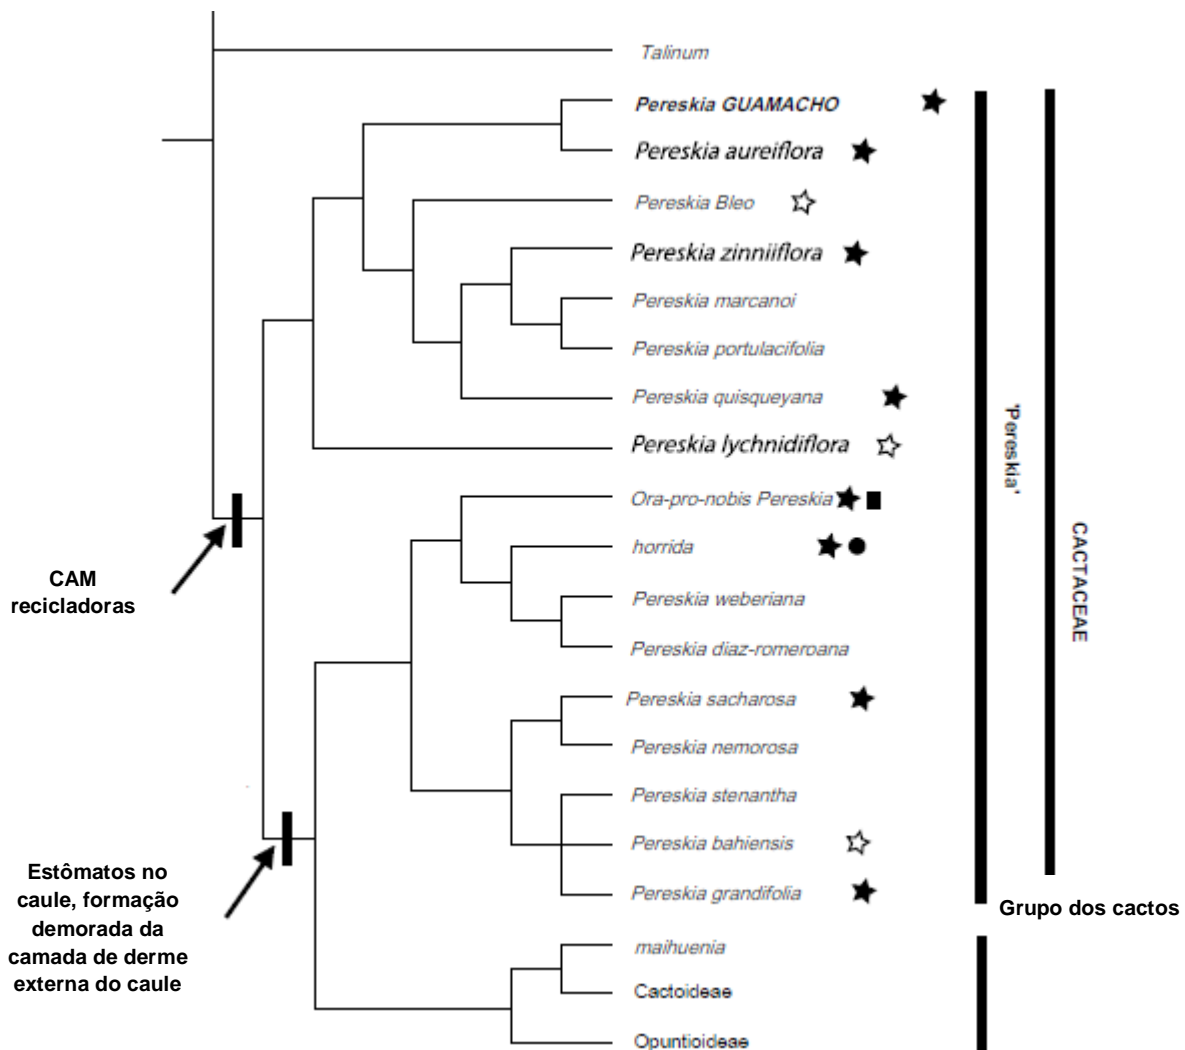 Talinum
Pereskia GUAMACHO
Pereskia aureiflora
Pereskia Bleo
Pereskia zinniiflora
Pereskia marcanoi
Pereskia portulacifolia
Pereskia quisqueyana
Pereskia lychnidiflora
Ora-pro-nobis Pereskia
horrida
Pereskia weberiana
Pereskia diaz-romeroana
Pereskia sacharosa
Pereskia nemorosa
Pereskia stenantha
Pereskia bahiensis
Pereskia grandifolia
maihuenia
Cactoideae
Opuntioideae
'Pereskia'
CACTACEAE
Grupo dos cactos
CAM
recicladoras
Estômatos no
caule, formação
demorada da
camada de derme
externa do caule